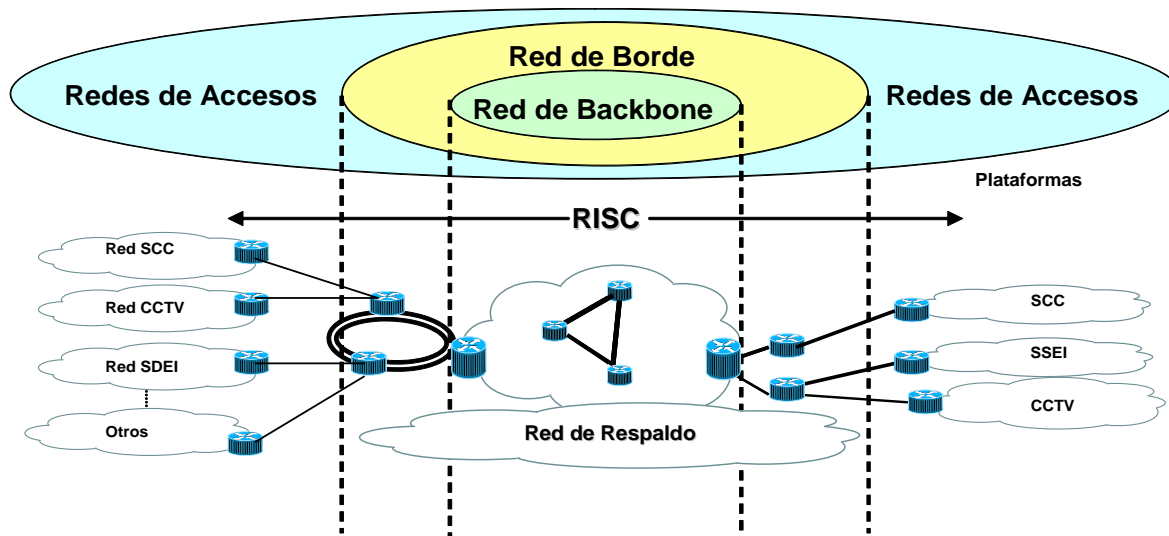 Red de Borde
Redes de Accesos
Red de Backbone
Redes de Accesos
Plataformas
RISC
Red SCC
Red CCTV
Red SDEI
Otros
SCC
SSEI
CCTV
Red de Respaldo